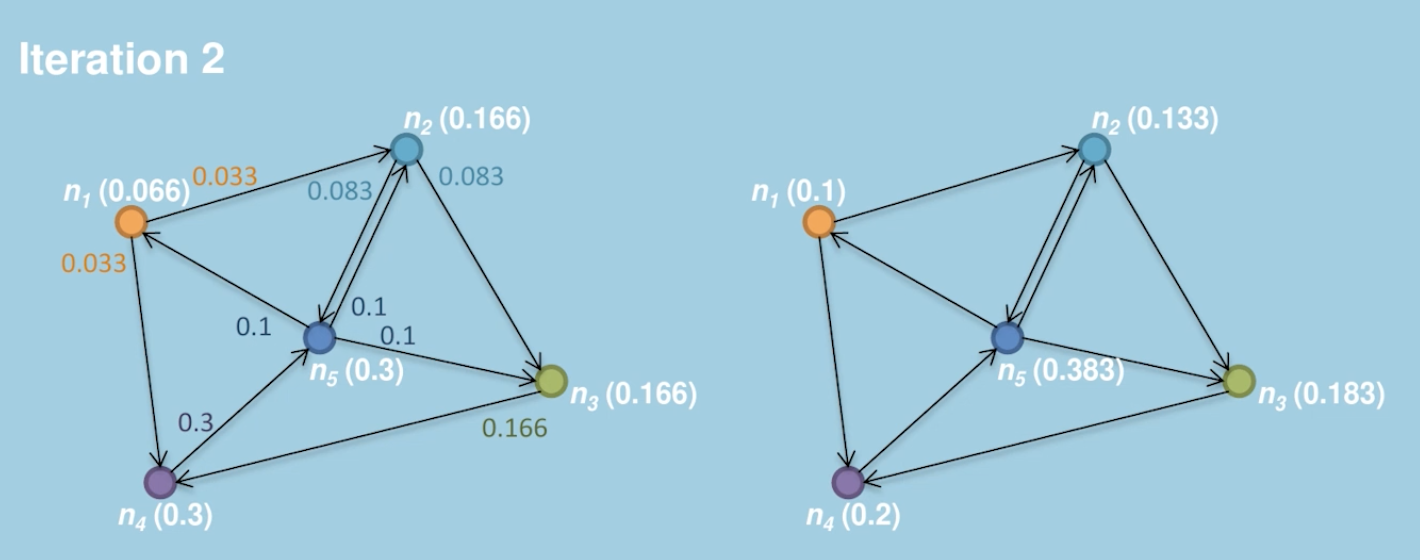 Iteration 2
n2 (0.166)
n1 (0.066)
0.033
0.083
0.083
0.033
0.1
0.1
0.1
n5 (0.3)
n3 (0.166)
0.3
0.166
n4 (0.3)
n2 (0.133)
n1 (0.1)
n5 (0.383)
n3 (0.183)
n4 (0.2)